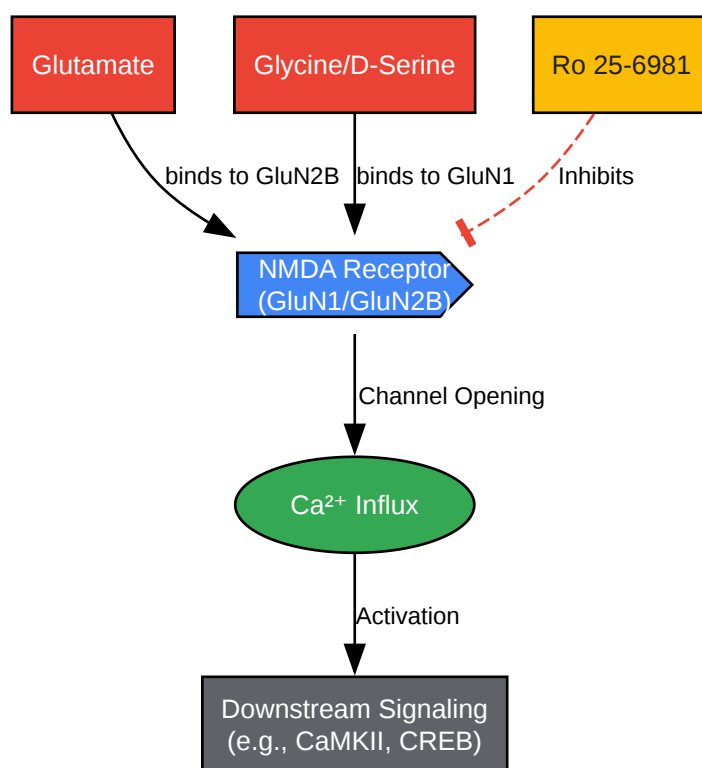 Glutamate
Glycine/D-Serine
Ro 25-6981
binds to GluN2B
binds to GluN1
Inhibits
NMDA Receptor
(GluN1/GluN2B)
Channel Opening
Ca²⁺ Influx
Activation
Downstream Signaling
(e.g., CaMKII, CREB)